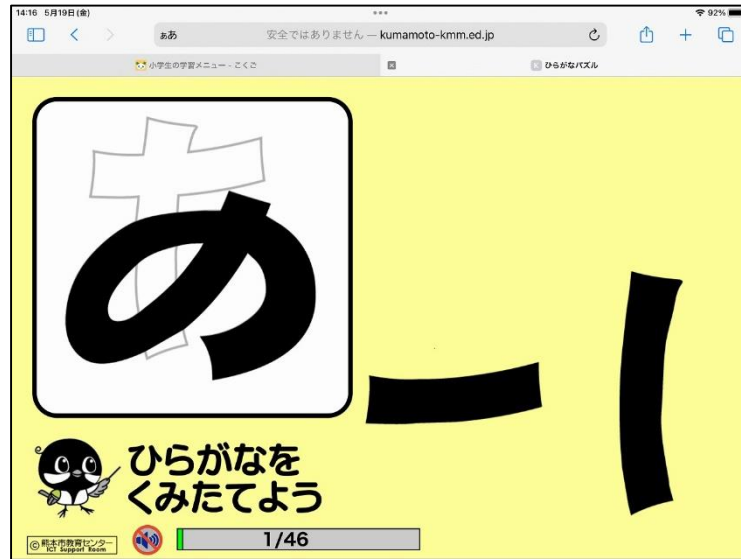 14:16 5月19日(金)
92%
ぁあ
安全ではありません — kumamoto-kmm.ed.jp
小学生の学習メニュー - こくご
ひらがなパズル
あ
ひらがなを
くみたてよう
©熊本市教育センター
ICT Support Room
1/46